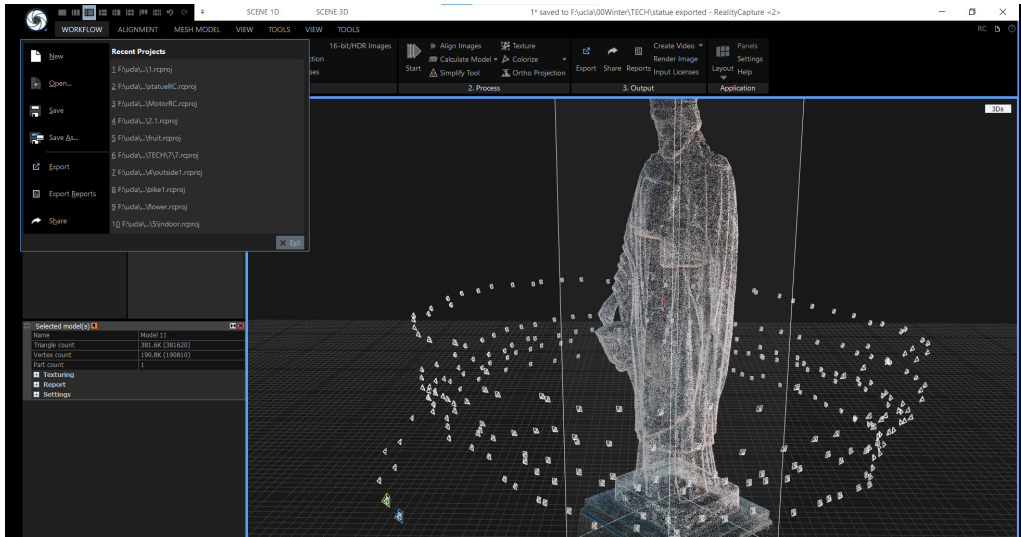 SCENE 1D SCENE 3D 1* saved to F:\ucla\00Winter\TECH\statue exported - RealityCapture <2>
WORKFLOW ALIGNMENT MESH MODEL VIEW TOOLS VIEW TOOLS RC
New
Open...
Save
Save As...
Export
Export Reports
Share
Recent Projects
1 F:\ucla\...\1.rcproj
2 F:\ucla\...\statueRC.rcproj
3 F:\ucla\...\MotorRC.rcproj
4 F:\ucla\...\2.1.rcproj
5 F:\ucla\...\fruit.rcproj
6 F:\ucla\...\TECH\7\7.rcproj
7 F:\ucla\...\4\outside1.rcproj
8 F:\ucla\...\bike1.rcproj
9 F:\ucla\...\flower.rcproj
10 F:\ucla\...\5\indoor.rcproj
Exit
16-bit/HDR Images
ction
ses
Start
Align Images Texture
Calculate Model Colorize
Simplify Tool Ortho Projection
2. Process
Export Share Reports
Create Video
Render Image
Input Licenses
3. Output
Layout
Panels
Settings
Help
Application
3Ds
Selected model(s)
Name Model 11
Triangle count 381.6K (381620)
Vertex count 190.8K (190810)
Part count 1
Texturing
Report
Settings